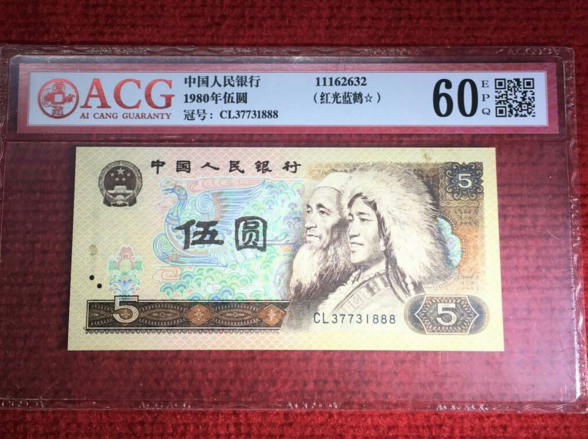 ACG
AI CANG GUARANTY
中国人民银行
1980年伍圆
冠号：CL37731888
11162632
（红光蓝鹤☆）
60
EPQ
中国人民银行
伍圆
5
5
CL37731888
5